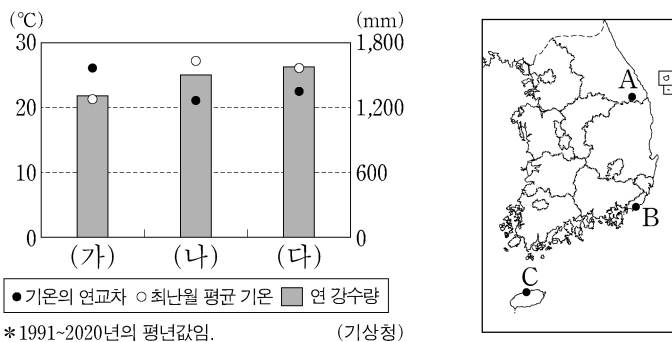 (℃) (mm)
30 1,800
20 1,200
10 600
0 0
(가) (나) (다)
● 기온의 연교차 ○ 최난월 평균 기온 연 강수량
＊1991~2020년의 평년값임. (기상청)
A
B
C